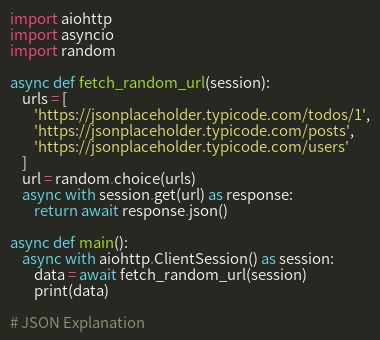 import aiohttp
import asyncio
import random

async def fetch_random_url(session):
    urls = [
        'https://jsonplaceholder.typicode.com/todos/1',
        'https://jsonplaceholder.typicode.com/posts',
        'https://jsonplaceholder.typicode.com/users'
    ]
    url = random.choice(urls)
    async with session.get(url) as response:
        return await response.json()

async def main():
    async with aiohttp.ClientSession() as session:
        data = await fetch_random_url(session)
        print(data)

# JSON Explanation